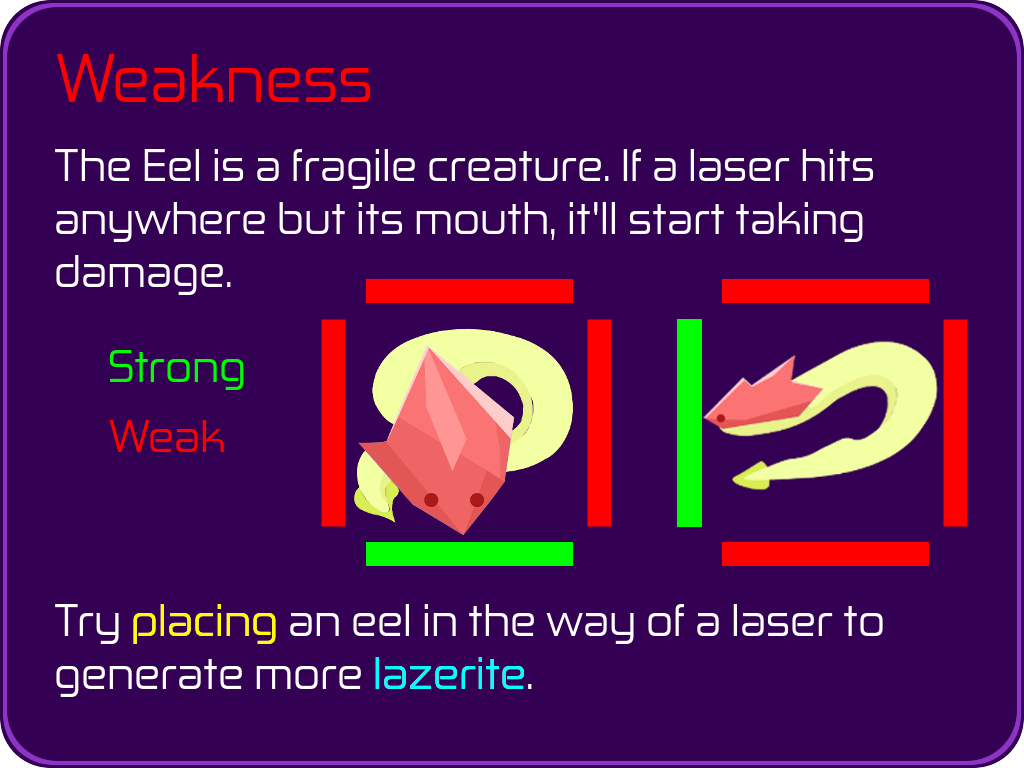 Weakness
The Eel is a fragile creature. If a laser hits
anywhere but its mouth, it'll start taking
damage.
Strong
Weak
Try placing an eel in the way of a laser to
generate more lazerite.